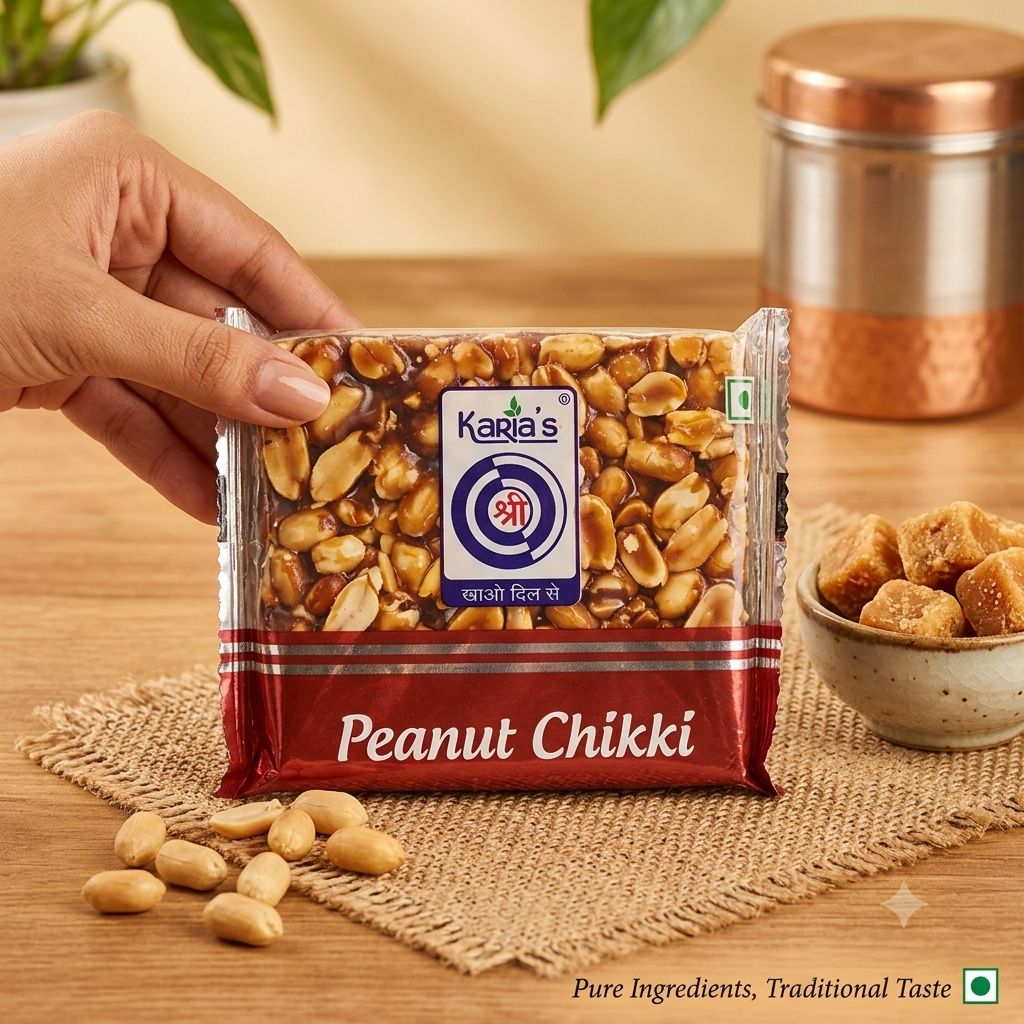 Karia's
श्री
खाओ दिल से
Peanut Chikki
Pure Ingredients, Traditional Taste